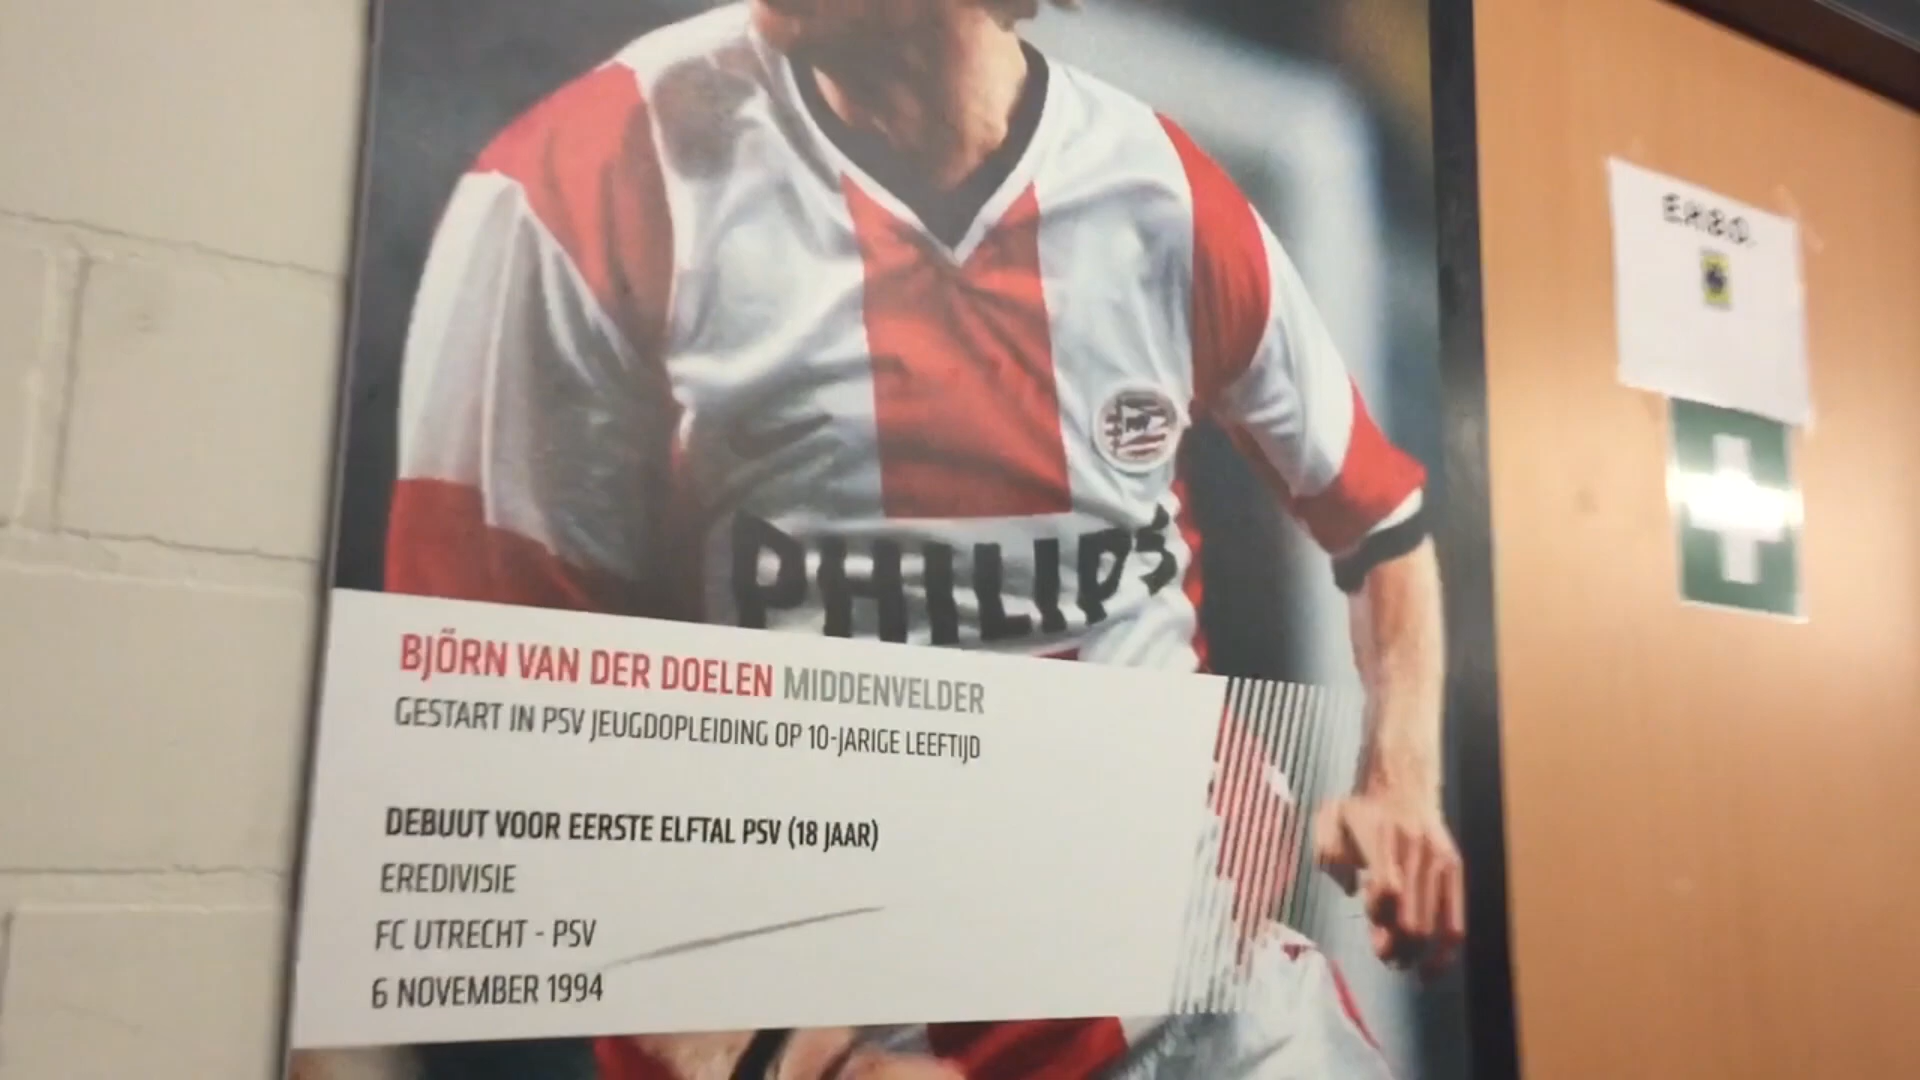 E.H.B.O.
PHILIPS
BJÖRN VAN DER DOELEN MIDDENVELDER
GESTART IN PSV JEUGDOPLEIDING OP 10-JARIGE LEEFTIJD
DEBUUT VOOR EERSTE ELFTAL PSV (18 JAAR)
EREDIVISIE
FC UTRECHT - PSV
6 NOVEMBER 1994